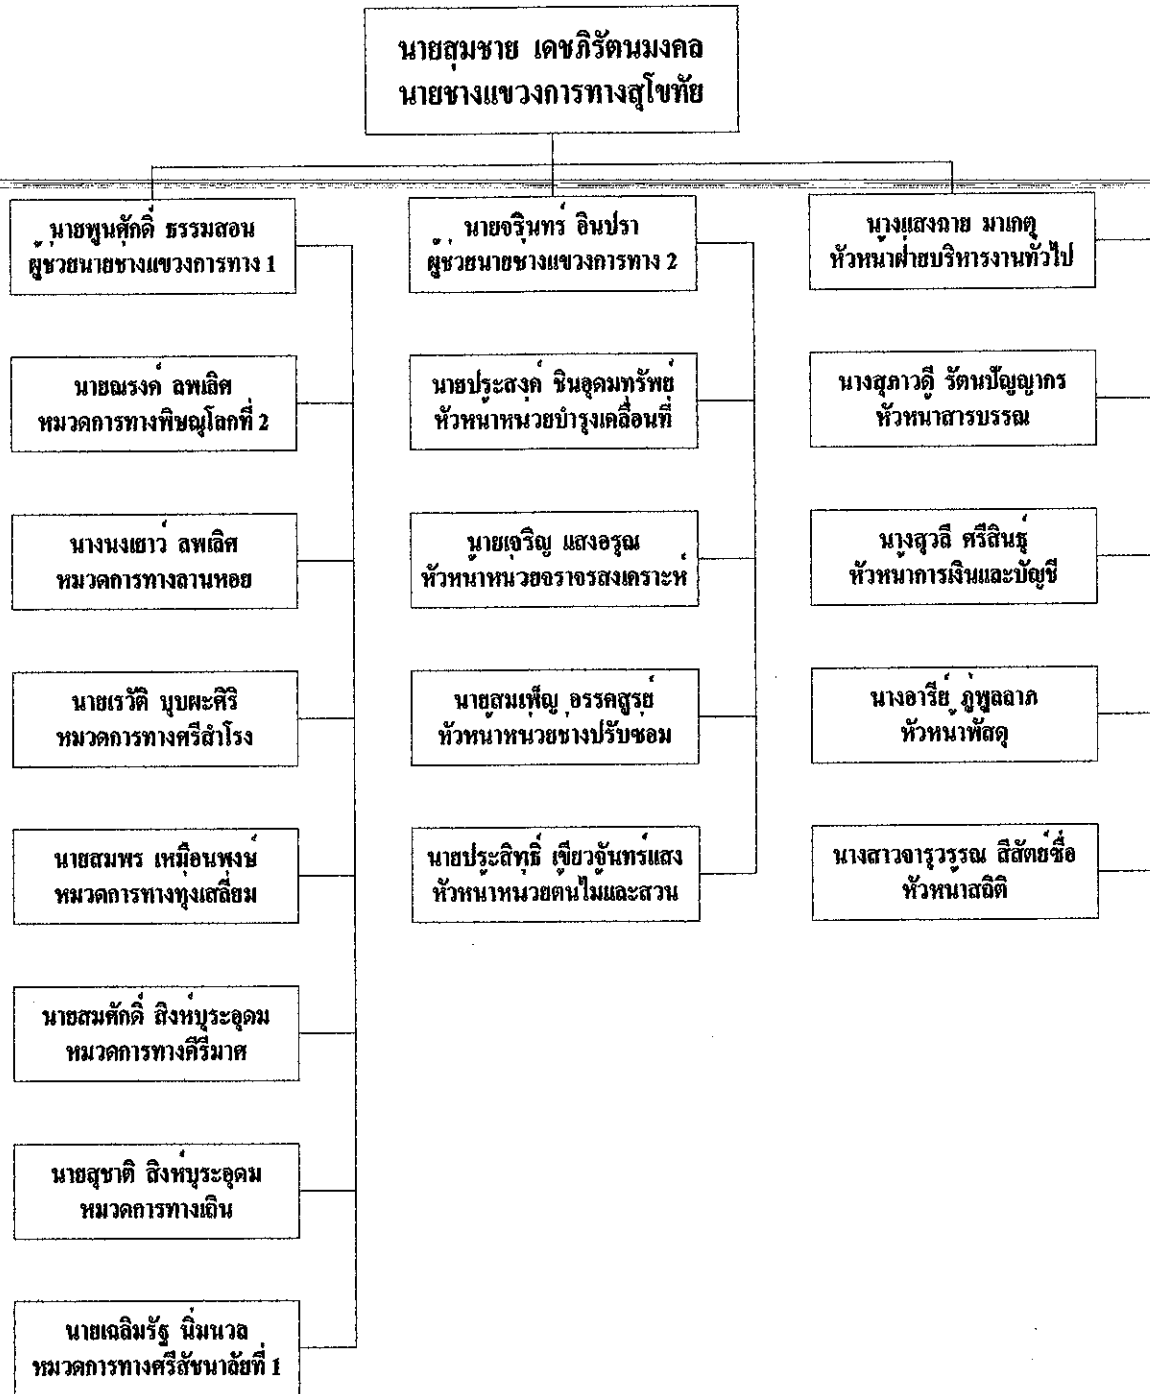 นายสุมชาย เดชภิรัตนมงคล
นายช่างแขวงการทางสุโขทัย
นายพูนศักดิ์ ธรรมสอน
ผู้ช่วยนายช่างแขวงการทาง 1
นายณรงค์ ลพเลิศ
หมวดการทางพิษณุโลกที่ 2
นางนงเยาว์ ลพเลิศ
หมวดการทางลานหอย
นายเรวัติ บุบผะศิริ
หมวดการทางศรีสำโรง
นายสมพร เหมือนพงษ์
หมวดการทางทุ่งเสลี่ยม
นายสมศักดิ์ สิงห์บุระอุดม
หมวดการทางคีรีมาศ
นายสุชาติ สิงห์บุระอุดม
หมวดการทางเถิน
นายเฉลิมรัฐ นิ่มนวล
หมวดการทางศรีสัชนาลัยที่ 1
นายจรินทร์ อินปรา
ผู้ช่วยนายช่างแขวงการทาง 2
นายประสงค์ ชินอุดมทรัพย์
หัวหน้าหน่วยบำรุงเคลื่อนที่
นายเจริญ แสงอรุณ
หัวหน้าหน่วยจราจรสงเคราะห์
นายสมเพ็ญ อรรคสูรย์
หัวหน้าหน่วยช่างปรับซ่อม
นายประสิทธิ์ เขียวจันทร์แสง
หัวหน้าหน่วยต้นไม้และสวน
นางแสงฉาย มาเกตุ
หัวหน้าฝ่ายบริหารงานทั่วไป
นางสุภาวดี รัตนปัญญากร
หัวหน้าสารบรรณ
นางสุวลี ศรีสินธุ์
หัวหน้าการเงินและบัญชี
นางอารีย์ ภู่พูลลาภ
หัวหน้าพัสดุ
นางสาวจารุวรรณ สีสัตย์ซื่อ
หัวหน้าสถิติ